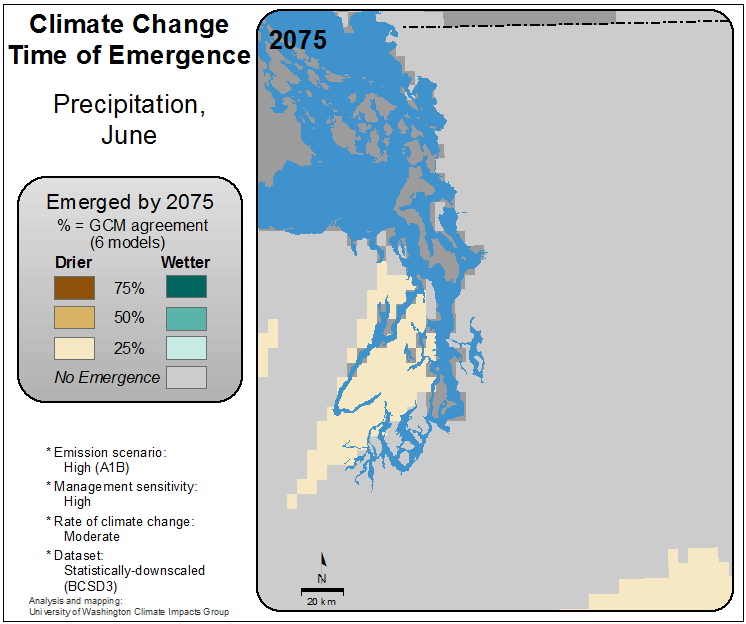 Climate Change
Time of Emergence
Precipitation,
June
Emerged by 2075
% = GCM agreement
(6 models)
Drier Wetter
75%
50%
25%
No Emergence
* Emission scenario:
High (A1B)
* Management sensitivity:
High
* Rate of climate change:
Moderate
* Dataset:
Statistically-downscaled
(BCSD3)
Analysis and mapping:
University of Washington Climate Impacts Group
2075
N
20 km